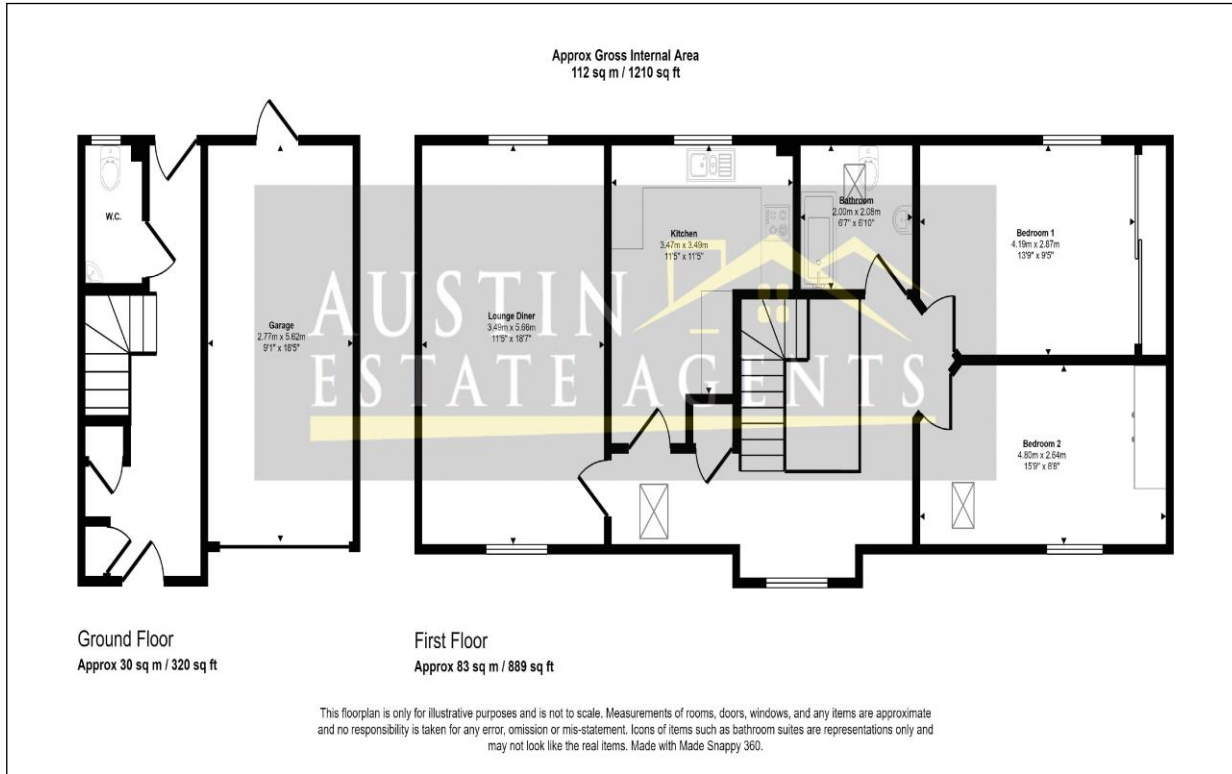 Approx Gross Internal Area
112 sq m / 1210 sq ft
W.C.
Garage
2.77m x 5.62m
9'1" x 16'5"
Lounge Diner
3.49m x 5.66m
11'5" x 18'7"
Kitchen
3.47m x 3.49m
11'5" x 11'5"
Bathroom
2.00m x 2.08m
6'7" x 6'10"
Bedroom 1
4.19m x 2.87m
13'9" x 9'5"
Bedroom 2
4.80m x 2.64m
15'9" x 8'8"
AUSTIN
ESTATE AGENTS
Ground Floor
Approx 30 sq m / 320 sq ft
First Floor
Approx 83 sq m / 889 sq ft
This floorplan is only for illustrative purposes and is not to scale. Measurements of rooms, doors, windows, and any items are approximate
and no responsibility is taken for any error, omission or mis-statement. Icons of items such as bathroom suites are representations only and
may not look like the real items. Made with Made Snappy 360.